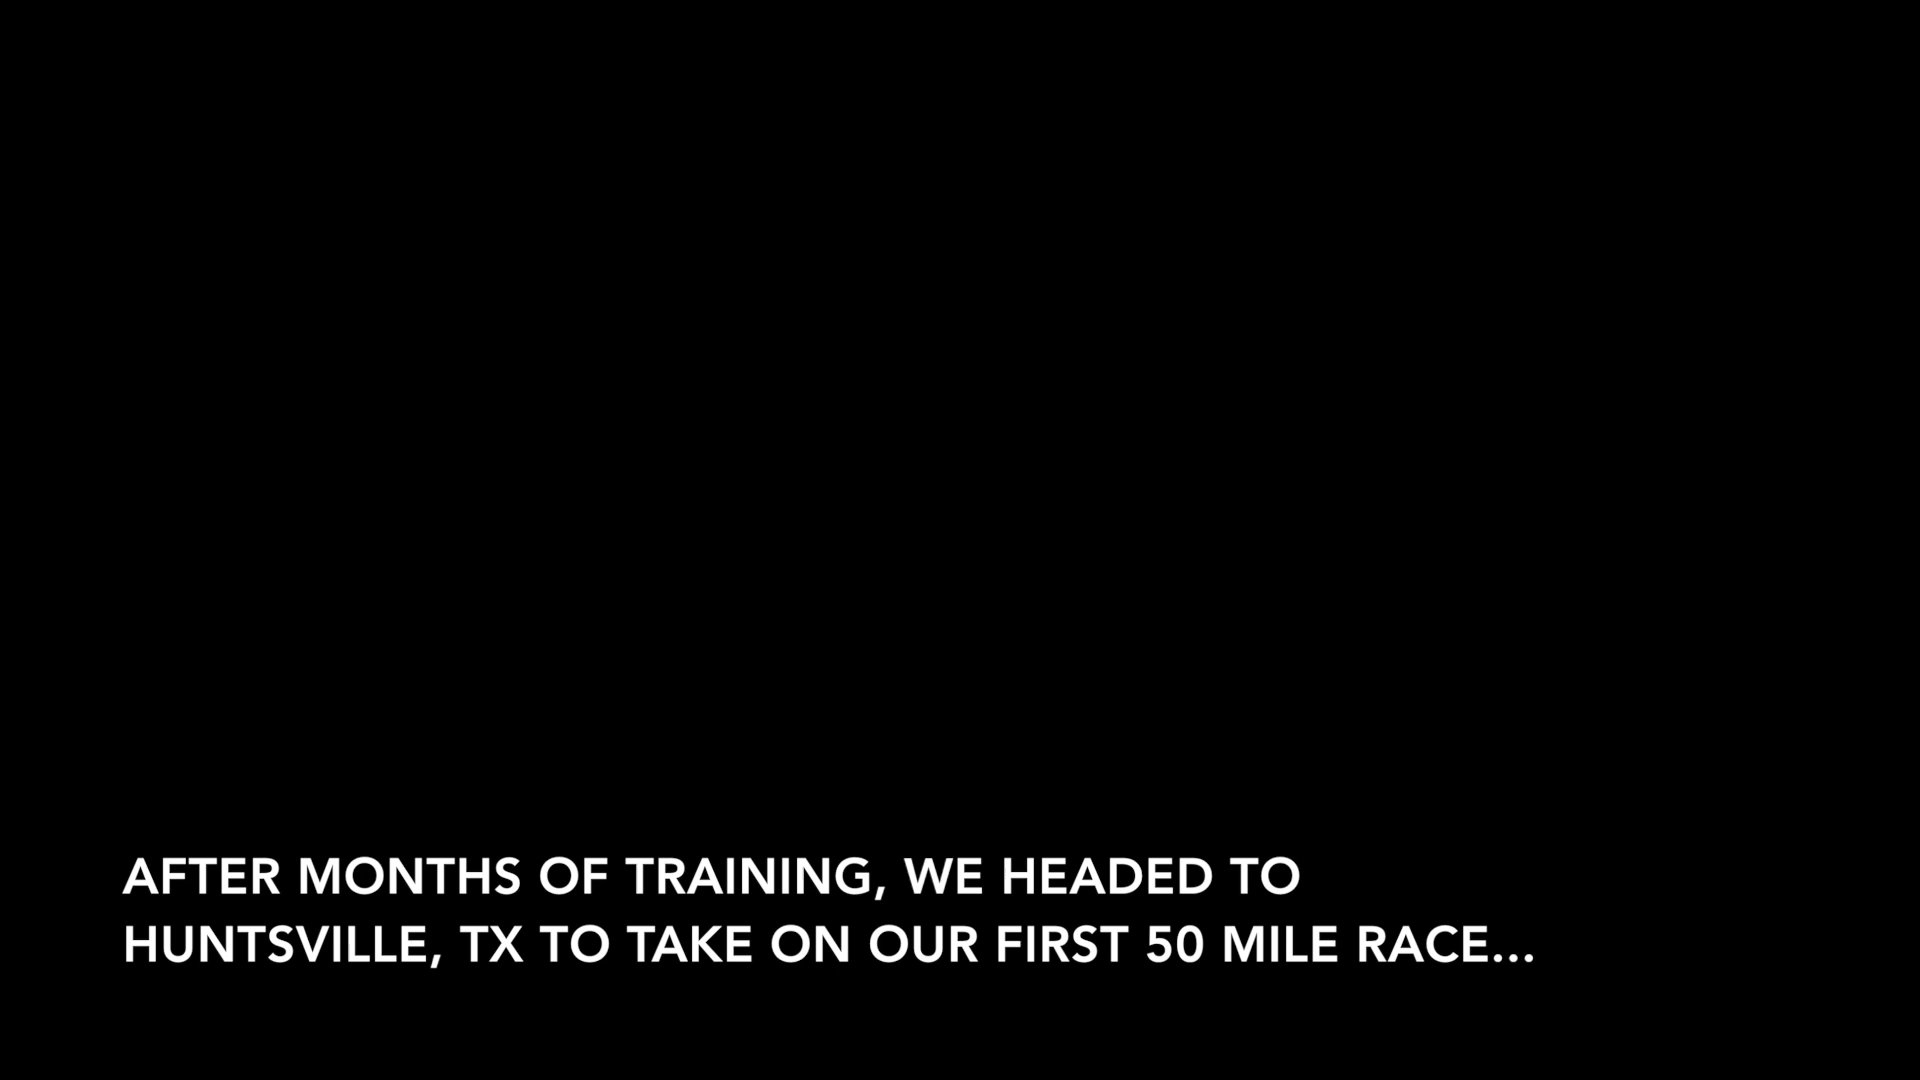 AFTER MONTHS OF TRAINING, WE HEADED TO
HUNTSVILLE, TX TO TAKE ON OUR FIRST 50 MILE RACE...